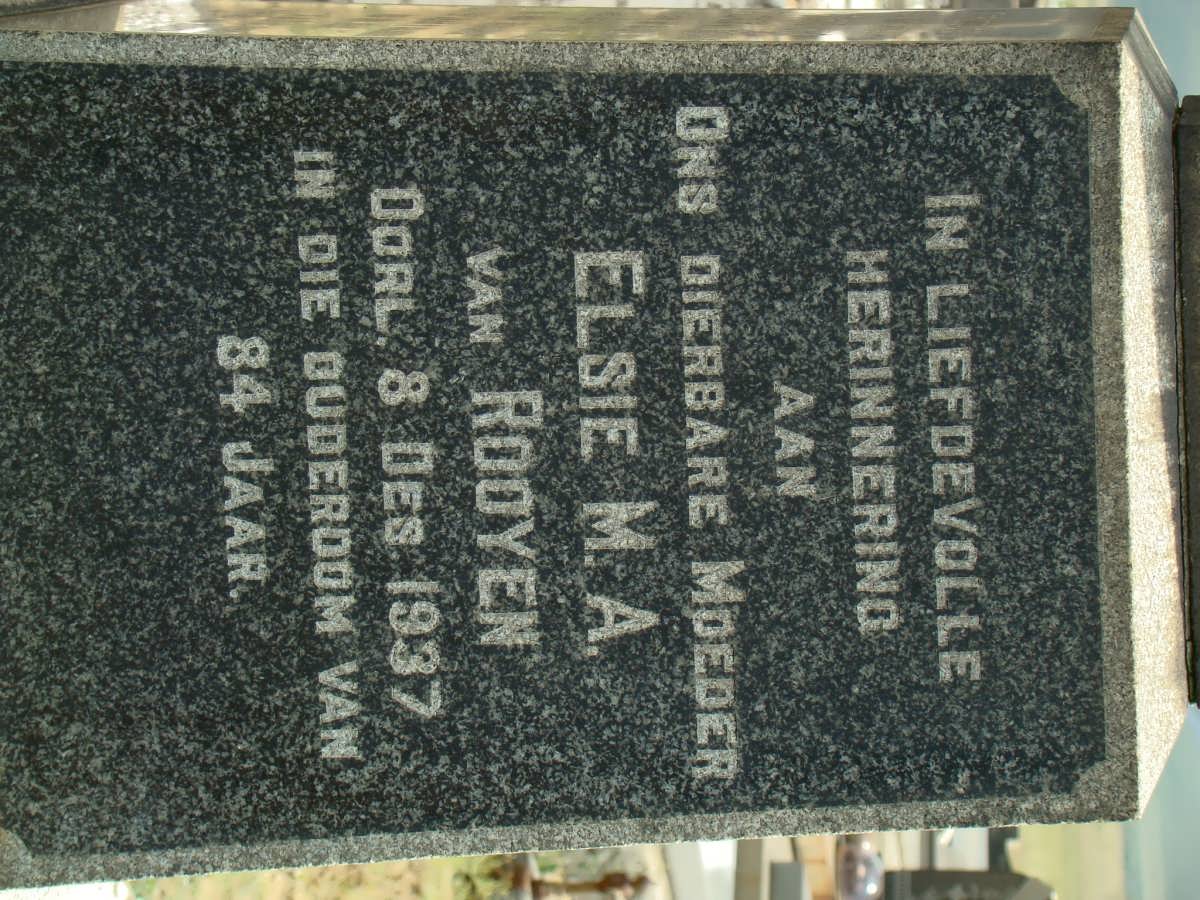 IN LIEFDEVOLLE
HERINNERING
AAN
ONS DIERBARE MOEDER
ELSIE M.A.
VAN ROOYEN
OORL. 8 DES 1937
IN DIE OUDERDOM VAN
84 JAAR.